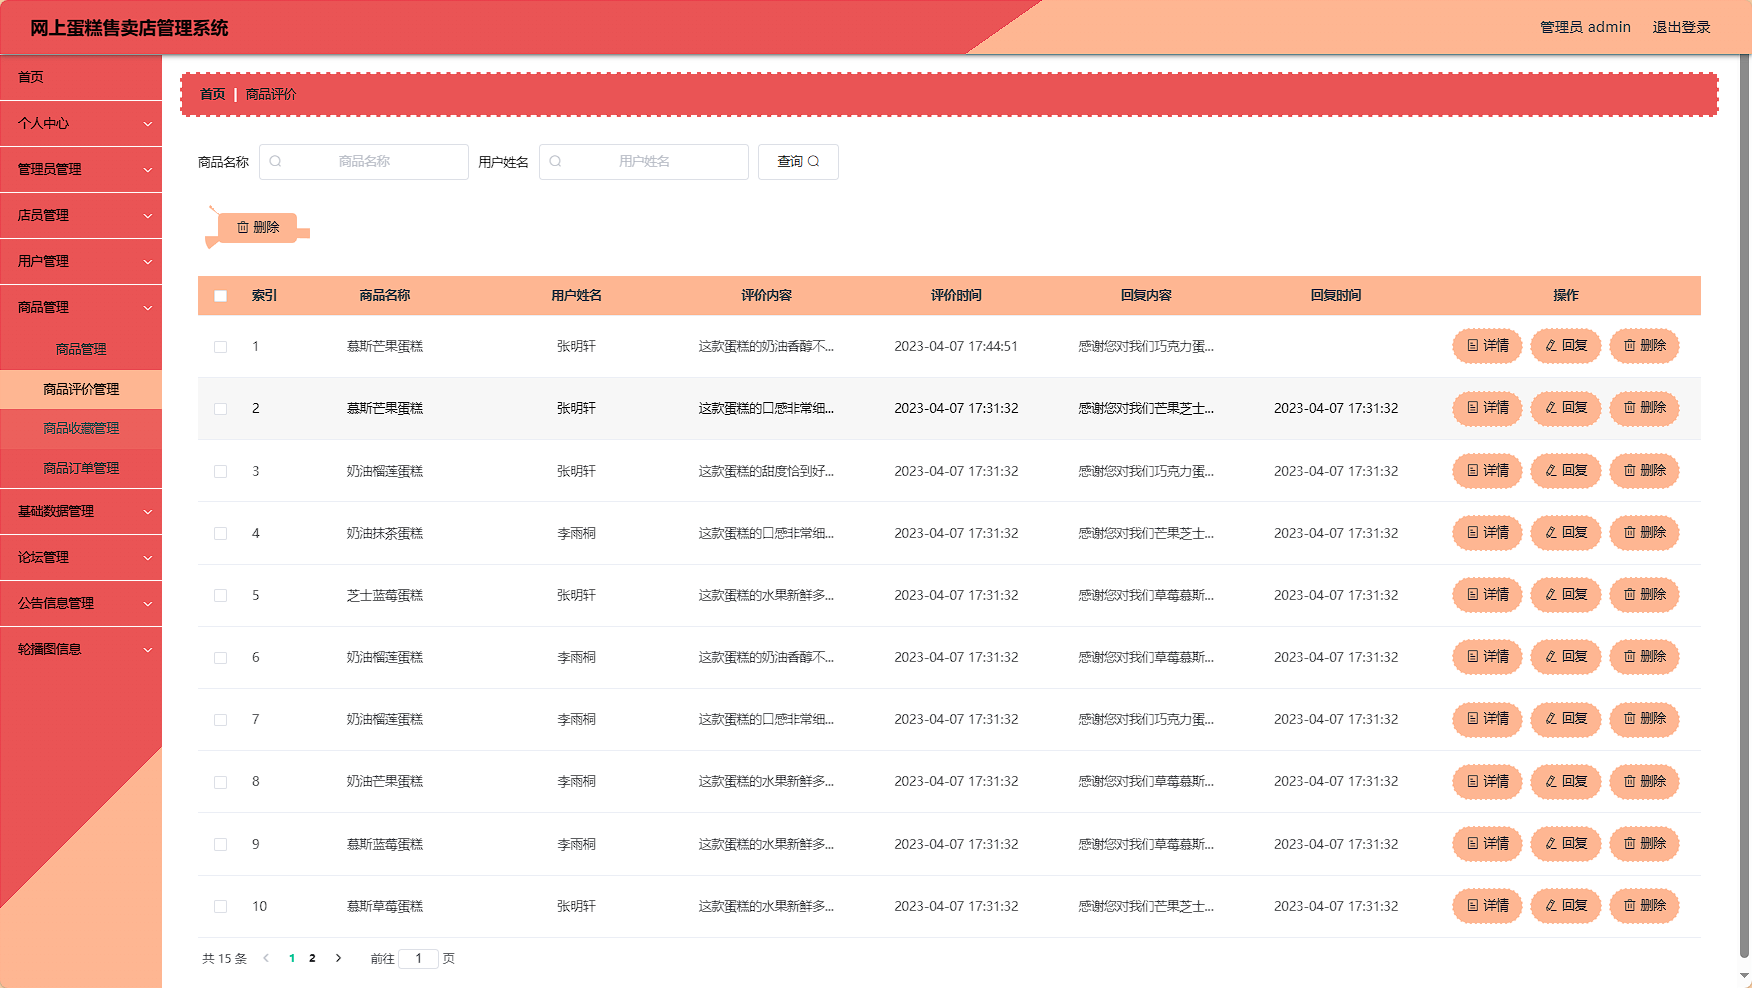 网上蛋糕售卖店管理系统
管理员 admin 退出登录
首页
个人中心
管理员管理
店员管理
用户管理
商品管理
商品管理
商品评价管理
商品收藏管理
商品订单管理
基础数据管理
论坛管理
公告信息管理
轮播图信息
首页 | 商品评价
商品名称 商品名称 用户姓名 用户姓名 查询
删除
索引 商品名称 用户姓名 评价内容 评价时间 回复内容 回复时间 操作
1 慕斯芒果蛋糕 张明轩 这款蛋糕的奶油香醇不... 2023-04-07 17:44:51 感谢您对我们巧克力蛋... 详情 回复 删除
2 慕斯芒果蛋糕 张明轩 这款蛋糕的口感非常细... 2023-04-07 17:31:32 感谢您对我们芒果芝士... 2023-04-07 17:31:32 详情 回复 删除
3 奶油榴莲蛋糕 张明轩 这款蛋糕的甜度恰到好... 2023-04-07 17:31:32 感谢您对我们巧克力蛋... 2023-04-07 17:31:32 详情 回复 删除
4 奶油抹茶蛋糕 李雨桐 这款蛋糕的口感非常细... 2023-04-07 17:31:32 感谢您对我们芒果芝士... 2023-04-07 17:31:32 详情 回复 删除
5 芝士蓝莓蛋糕 张明轩 这款蛋糕的水果新鲜多... 2023-04-07 17:31:32 感谢您对我们草莓慕斯... 2023-04-07 17:31:32 详情 回复 删除
6 奶油榴莲蛋糕 李雨桐 这款蛋糕的奶油香醇不... 2023-04-07 17:31:32 感谢您对我们草莓慕斯... 2023-04-07 17:31:32 详情 回复 删除
7 奶油榴莲蛋糕 李雨桐 这款蛋糕的口感非常细... 2023-04-07 17:31:32 感谢您对我们巧克力蛋... 2023-04-07 17:31:32 详情 回复 删除
8 奶油芒果蛋糕 李雨桐 这款蛋糕的水果新鲜多... 2023-04-07 17:31:32 感谢您对我们草莓慕斯... 2023-04-07 17:31:32 详情 回复 删除
9 慕斯蓝莓蛋糕 李雨桐 这款蛋糕的水果新鲜多... 2023-04-07 17:31:32 感谢您对我们草莓慕斯... 2023-04-07 17:31:32 详情 回复 删除
10 慕斯草莓蛋糕 张明轩 这款蛋糕的水果新鲜多... 2023-04-07 17:31:32 感谢您对我们芒果芝士... 2023-04-07 17:31:32 详情 回复 删除
共 15 条 1 2 前往 1 页